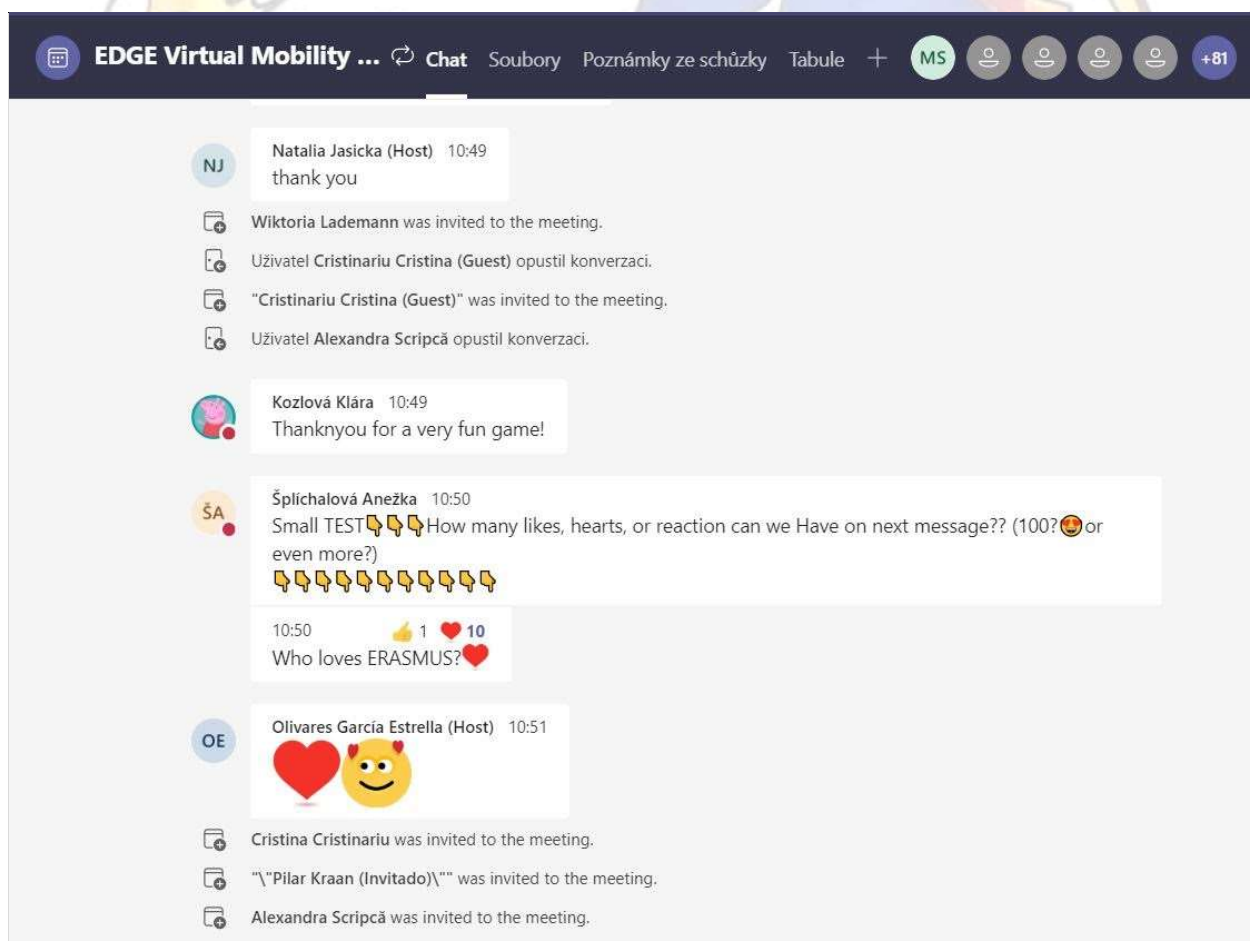 EDGE Virtual Mobility ... Chat Soubory Poznámky ze schůzky Tabule + MS +81
NJ
Natalia Jasicka (Host) 10:49
thank you
Wiktoria Lademann was invited to the meeting.
Uživatel Cristinariu Cristina (Guest) opustil konverzaci.
"Cristinariu Cristina (Guest)" was invited to the meeting.
Uživatel Alexandra Scripcă opustil konverzaci.
Kozlová Klára 10:49
Thanknyou for a very fun game!
ŠA
Šplíchalová Anežka 10:50
Small TEST👇👇👇How many likes, hearts, or reaction can we Have on next message?? (100?😍or
even more?)
👇👇👇👇👇👇👇👇👇👇👇
10:50 👍 1 ❤️ 10
Who loves ERASMUS?❤️
OE
Olivares García Estrella (Host) 10:51
Cristina Cristinariu was invited to the meeting.
"\"Pilar Kraan (Invitado)\"" was invited to the meeting.
Alexandra Scripcă was invited to the meeting.